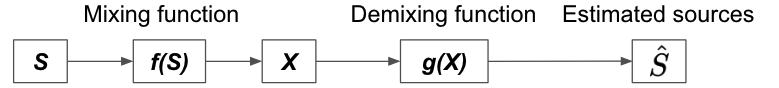 Mixing function Demixing function Estimated sources
S f(S) X g(X) Ŝ